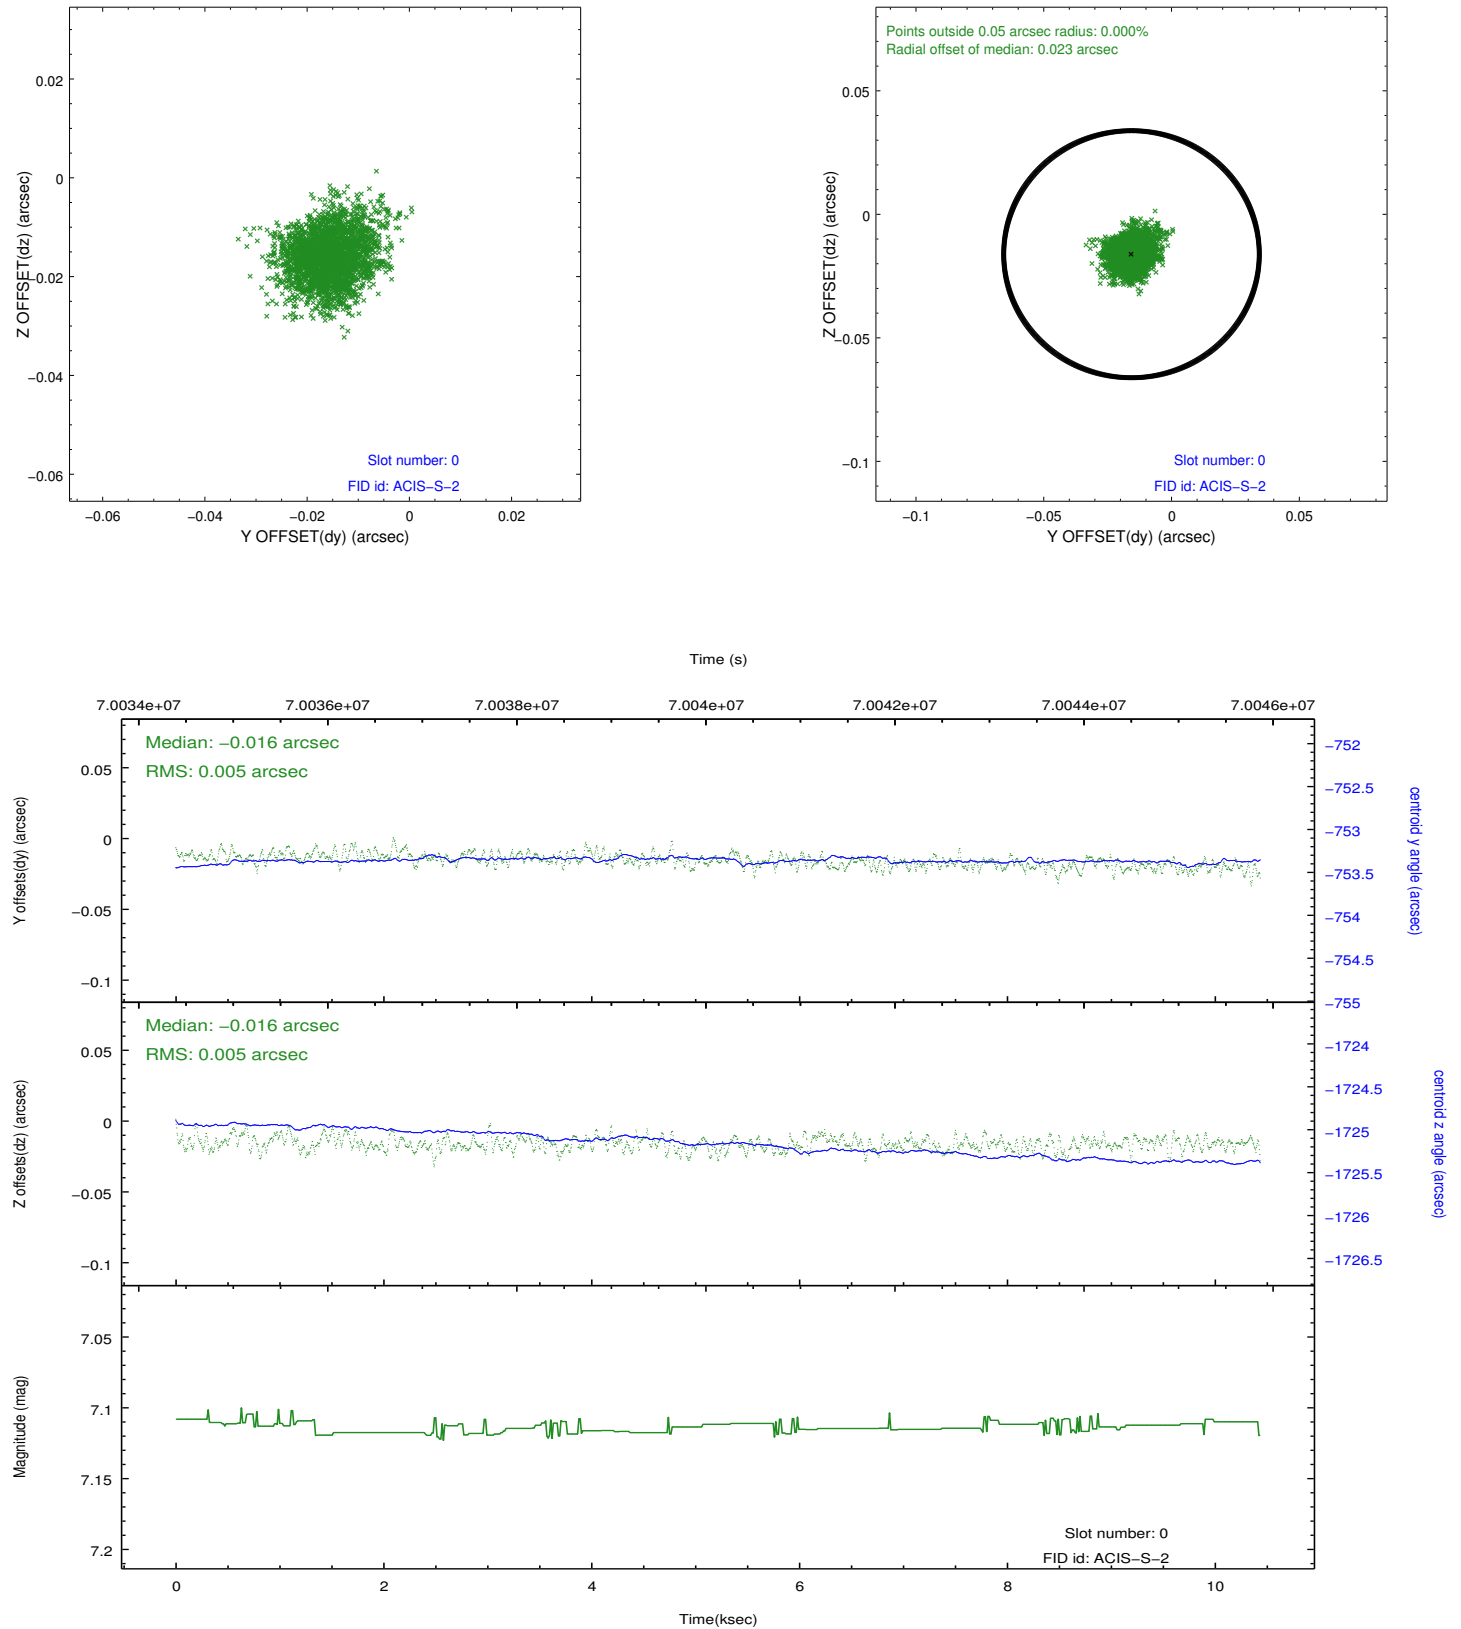 0.02
0
−0.02
−0.04
−0.06
Z OFFSET(dz) (arcsec)
Slot number: 0
FID id: ACIS−S−2
−0.06
−0.04
−0.02
0
0.02
Y OFFSET(dy) (arcsec)
Points outside 0.05 arcsec radius: 0.000%
Radial offset of median: 0.023 arcsec
0.05
0
−0.05
−0.1
Z OFFSET(dz) (arcsec)
Slot number: 0
FID id: ACIS−S−2
−0.1
−0.05
0
0.05
Y OFFSET(dy) (arcsec)
Time (s)
7.0034e+07
7.0036e+07
7.0038e+07
7.004e+07
7.0042e+07
7.0044e+07
7.0046e+07
Median: −0.016 arcsec
RMS: 0.005 arcsec
0.05
0
−0.05
−0.1
Y offsets(dy) (arcsec)
−752
−752.5
−753
−753.5
−754
−754.5
−755
centroid y angle (arcsec)
Median: −0.016 arcsec
RMS: 0.005 arcsec
0.05
0
−0.05
−0.1
Z offsets(dz) (arcsec)
−1724
−1724.5
−1725
−1725.5
−1726
−1726.5
centroid z angle (arcsec)
7.05
7.1
7.15
7.2
Magnitude (mag)
Slot number: 0
FID id: ACIS−S−2
0
2
4
6
8
10
Time(ksec)